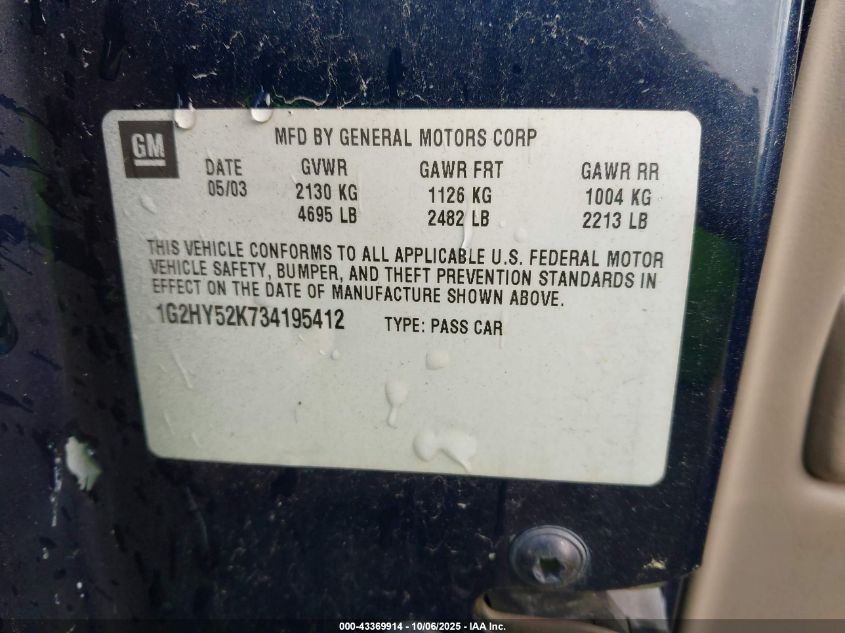 GM
MFD BY GENERAL MOTORS CORP
DATE GVWR GAWR FRT GAWR RR
05/03 2130 KG 1126 KG 1004 KG
4695 LB 2482 LB 2213 LB
THIS VEHICLE CONFORMS TO ALL APPLICABLE U.S. FEDERAL MOTOR
VEHICLE SAFETY, BUMPER, AND THEFT PREVENTION STANDARDS IN
EFFECT ON THE DATE OF MANUFACTURE SHOWN ABOVE.
1G2HY52K734195412 TYPE: PASS CAR
000-43369914 - 10/06/2025 - IAA Inc.